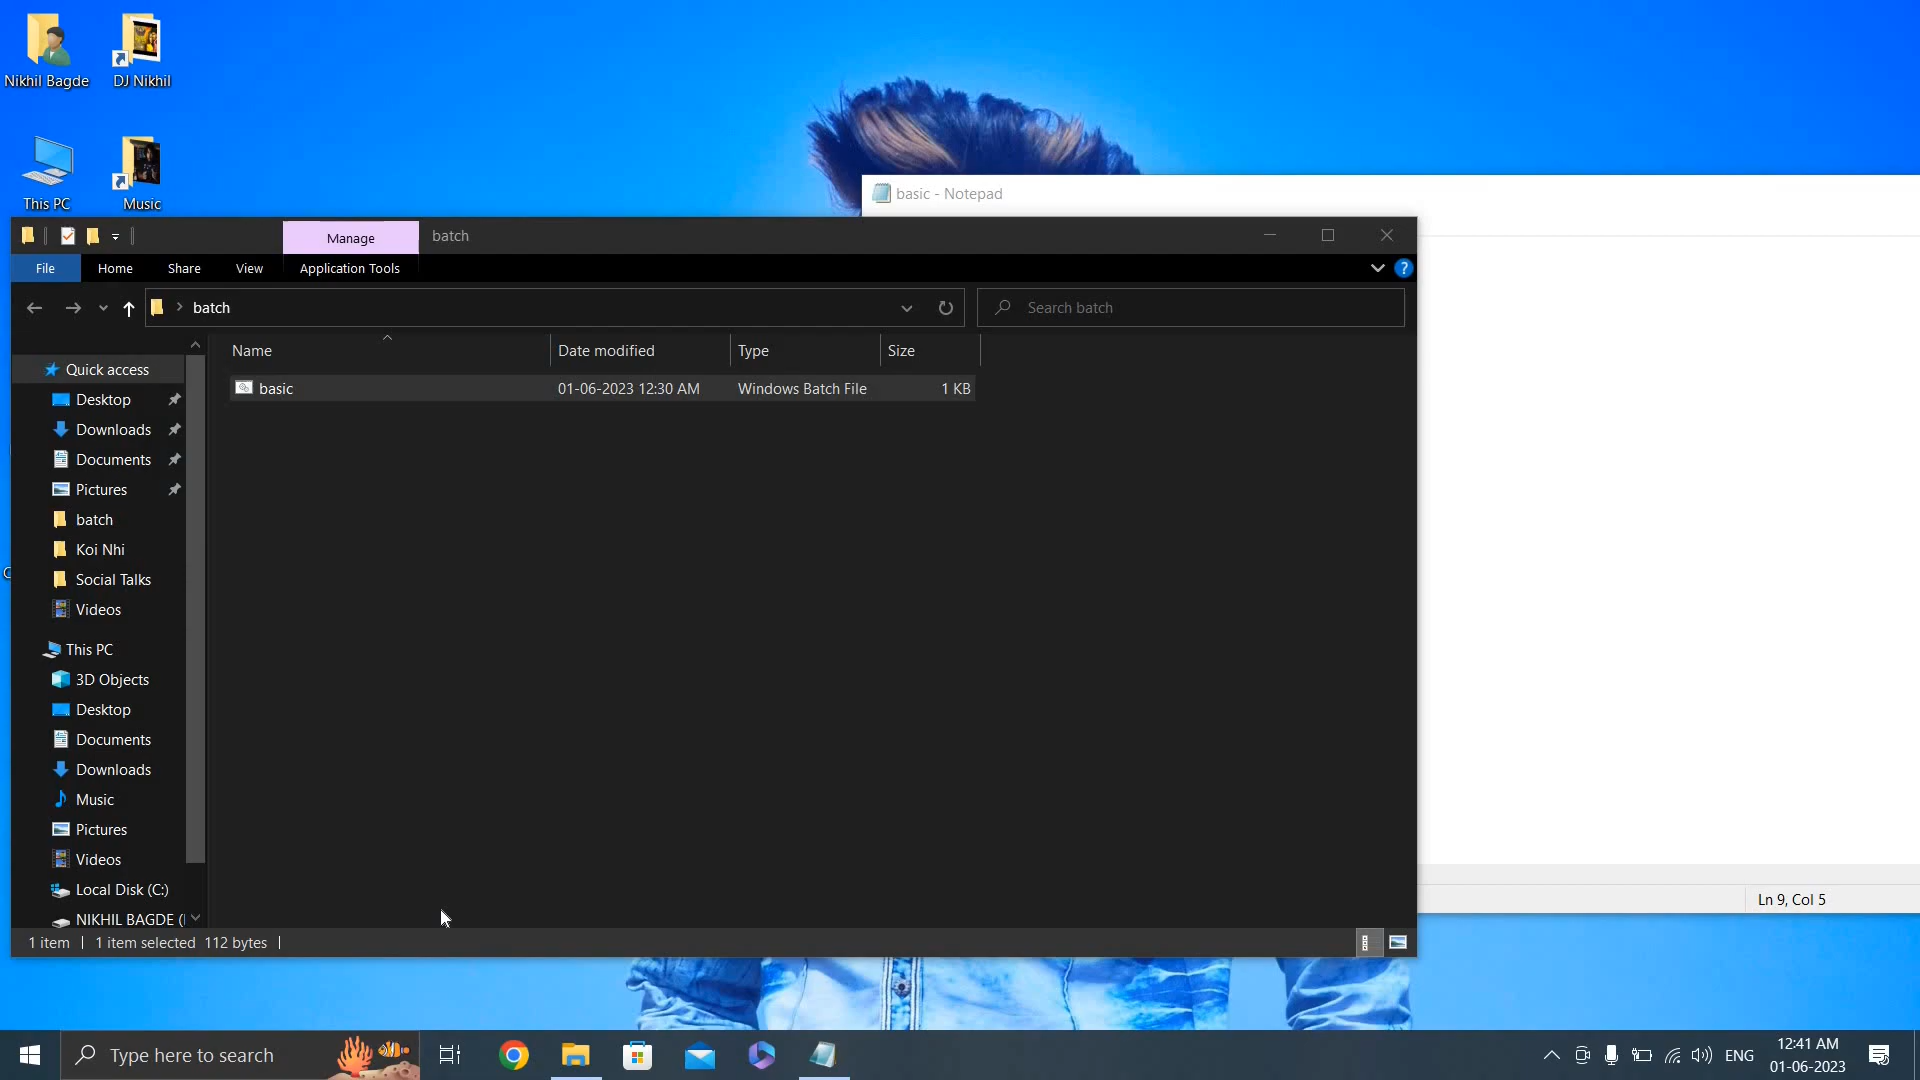 Nikhil Bagde
DJ Nikhil
This PC
Music
basic - Notepad
Manage
batch
File
Home
Share
View
Application Tools
batch
Search batch
Name
Date modified
Type
Size
basic
01-06-2023 12:30 AM
Windows Batch File
1 KB
Quick access
Desktop
Downloads
Documents
Pictures
batch
Koi Nhi
Social Talks
Videos
This PC
3D Objects
Desktop
Documents
Downloads
Music
Pictures
Videos
Local Disk (C:)
NIKHIL BAGDE (
1 item
1 item selected 112 bytes
Ln 9, Col 5
Type here to search
ENG
12:41 AM
01-06-2023